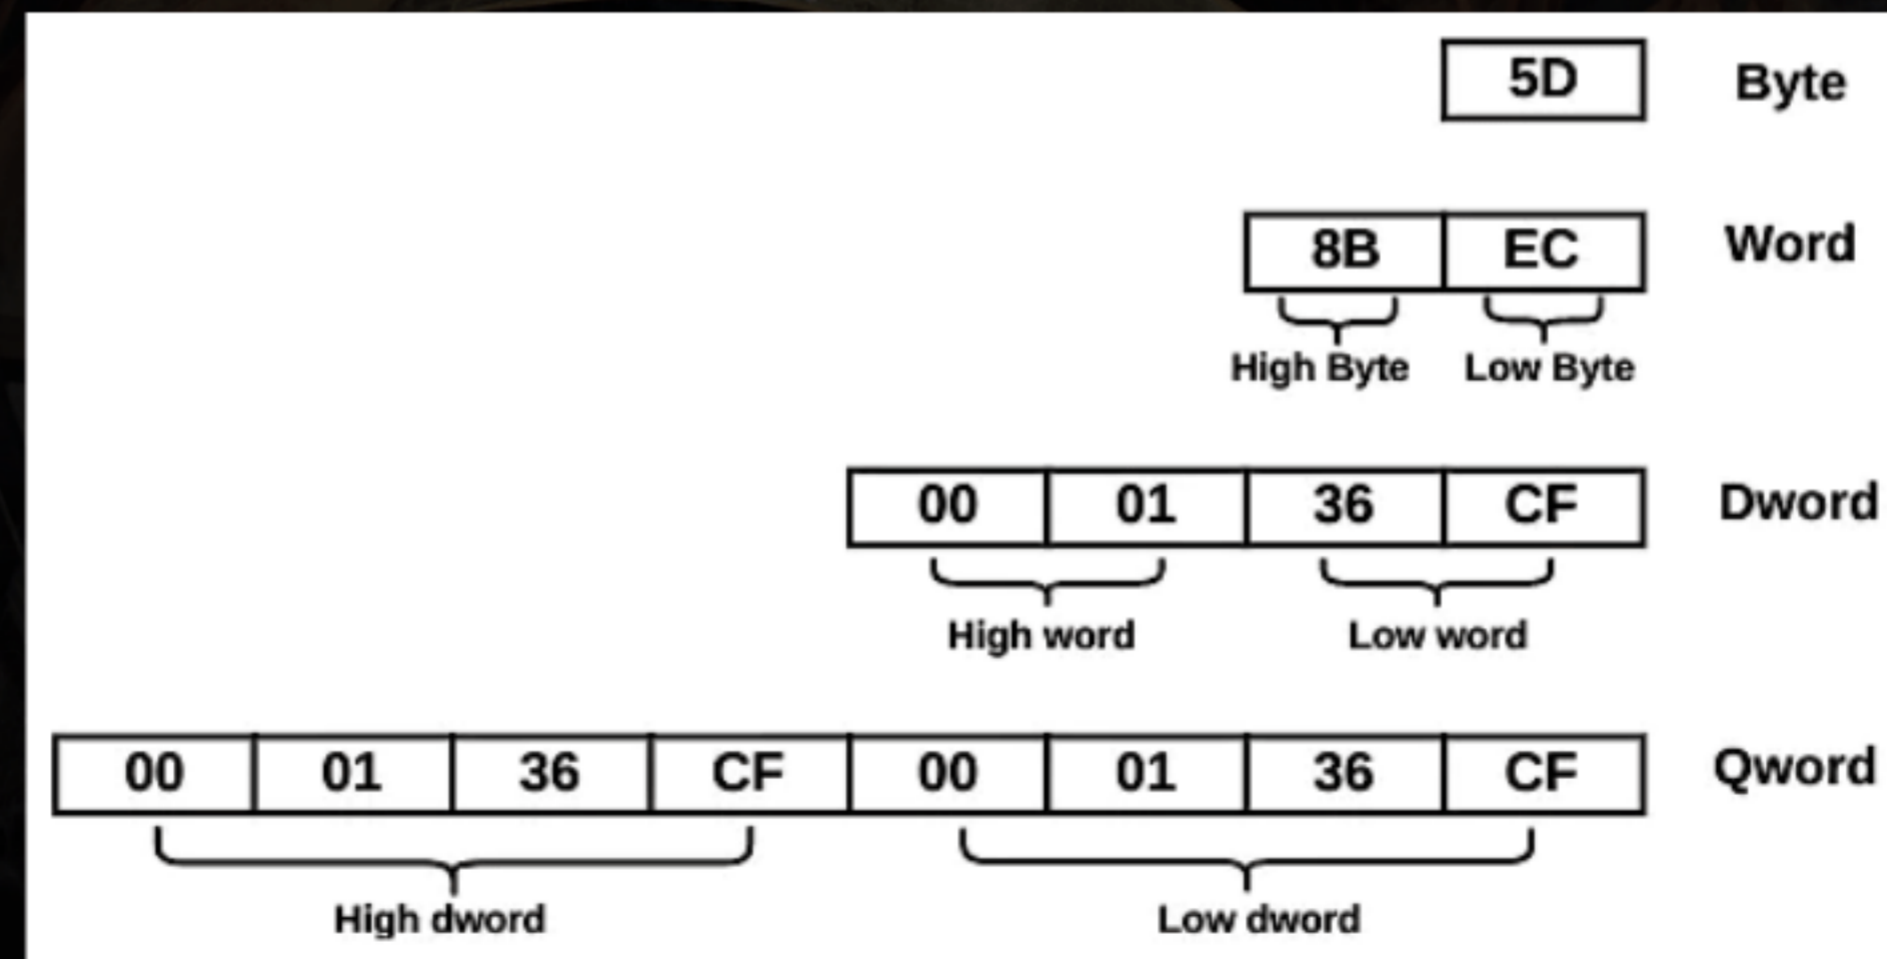 5D Byte
8B EC Word
High Byte Low Byte
00 01 36 CF Dword
High word Low word
00 01 36 CF 00 01 36 CF Qword
High dword Low dword